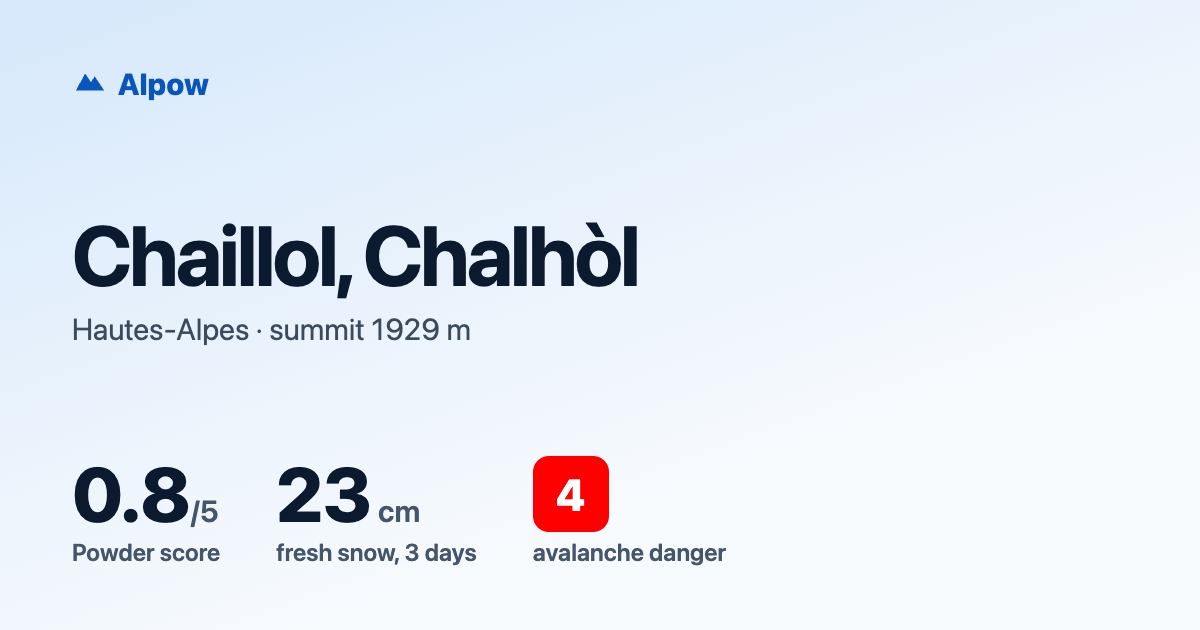 Alpow
Chaillol, Chalhòl
Hautes-Alpes · summit 1929 m
0.8/5
Powder score
23 cm
fresh snow, 3 days
4
avalanche danger